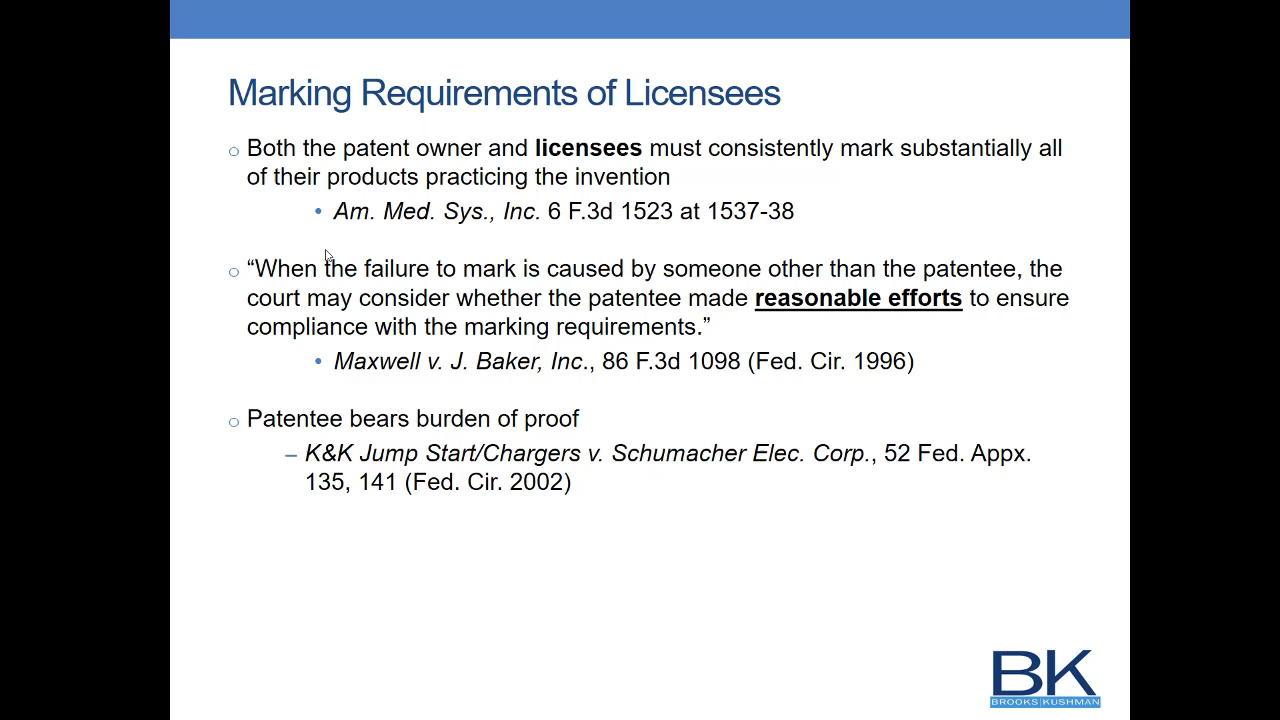 Marking Requirements of Licensees
Both the patent owner and licensees must consistently mark substantially all
of their products practicing the invention
Am. Med. Sys., Inc. 6 F.3d 1523 at 1537-38
“When the failure to mark is caused by someone other than the patentee, the
court may consider whether the patentee made reasonable efforts to ensure
compliance with the marking requirements.”
Maxwell v. J. Baker, Inc., 86 F.3d 1098 (Fed. Cir. 1996)
Patentee bears burden of proof
– K&K Jump Start/Chargers v. Schumacher Elec. Corp., 52 Fed. Appx.
135, 141 (Fed. Cir. 2002)
BK
BROOKS|KUSHMAN